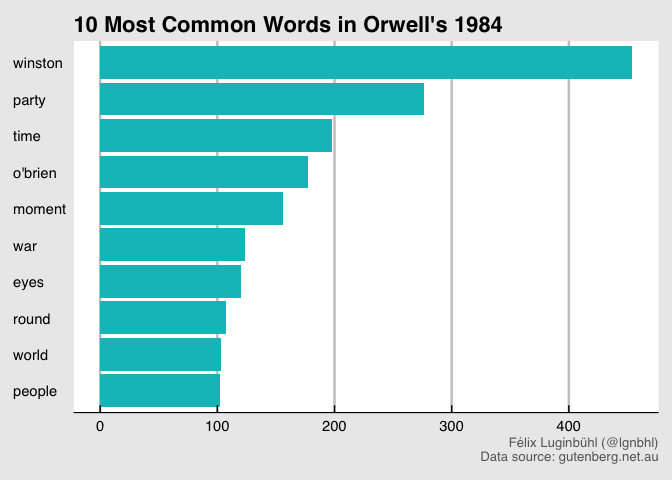 10 Most Common Words in Orwell's 1984
winston
party
time
o'brien
moment
war
eyes
round
world
people
0 100 200 300 400
Félix Luginbühl (@lgnbhl)
Data source: gutenberg.net.au